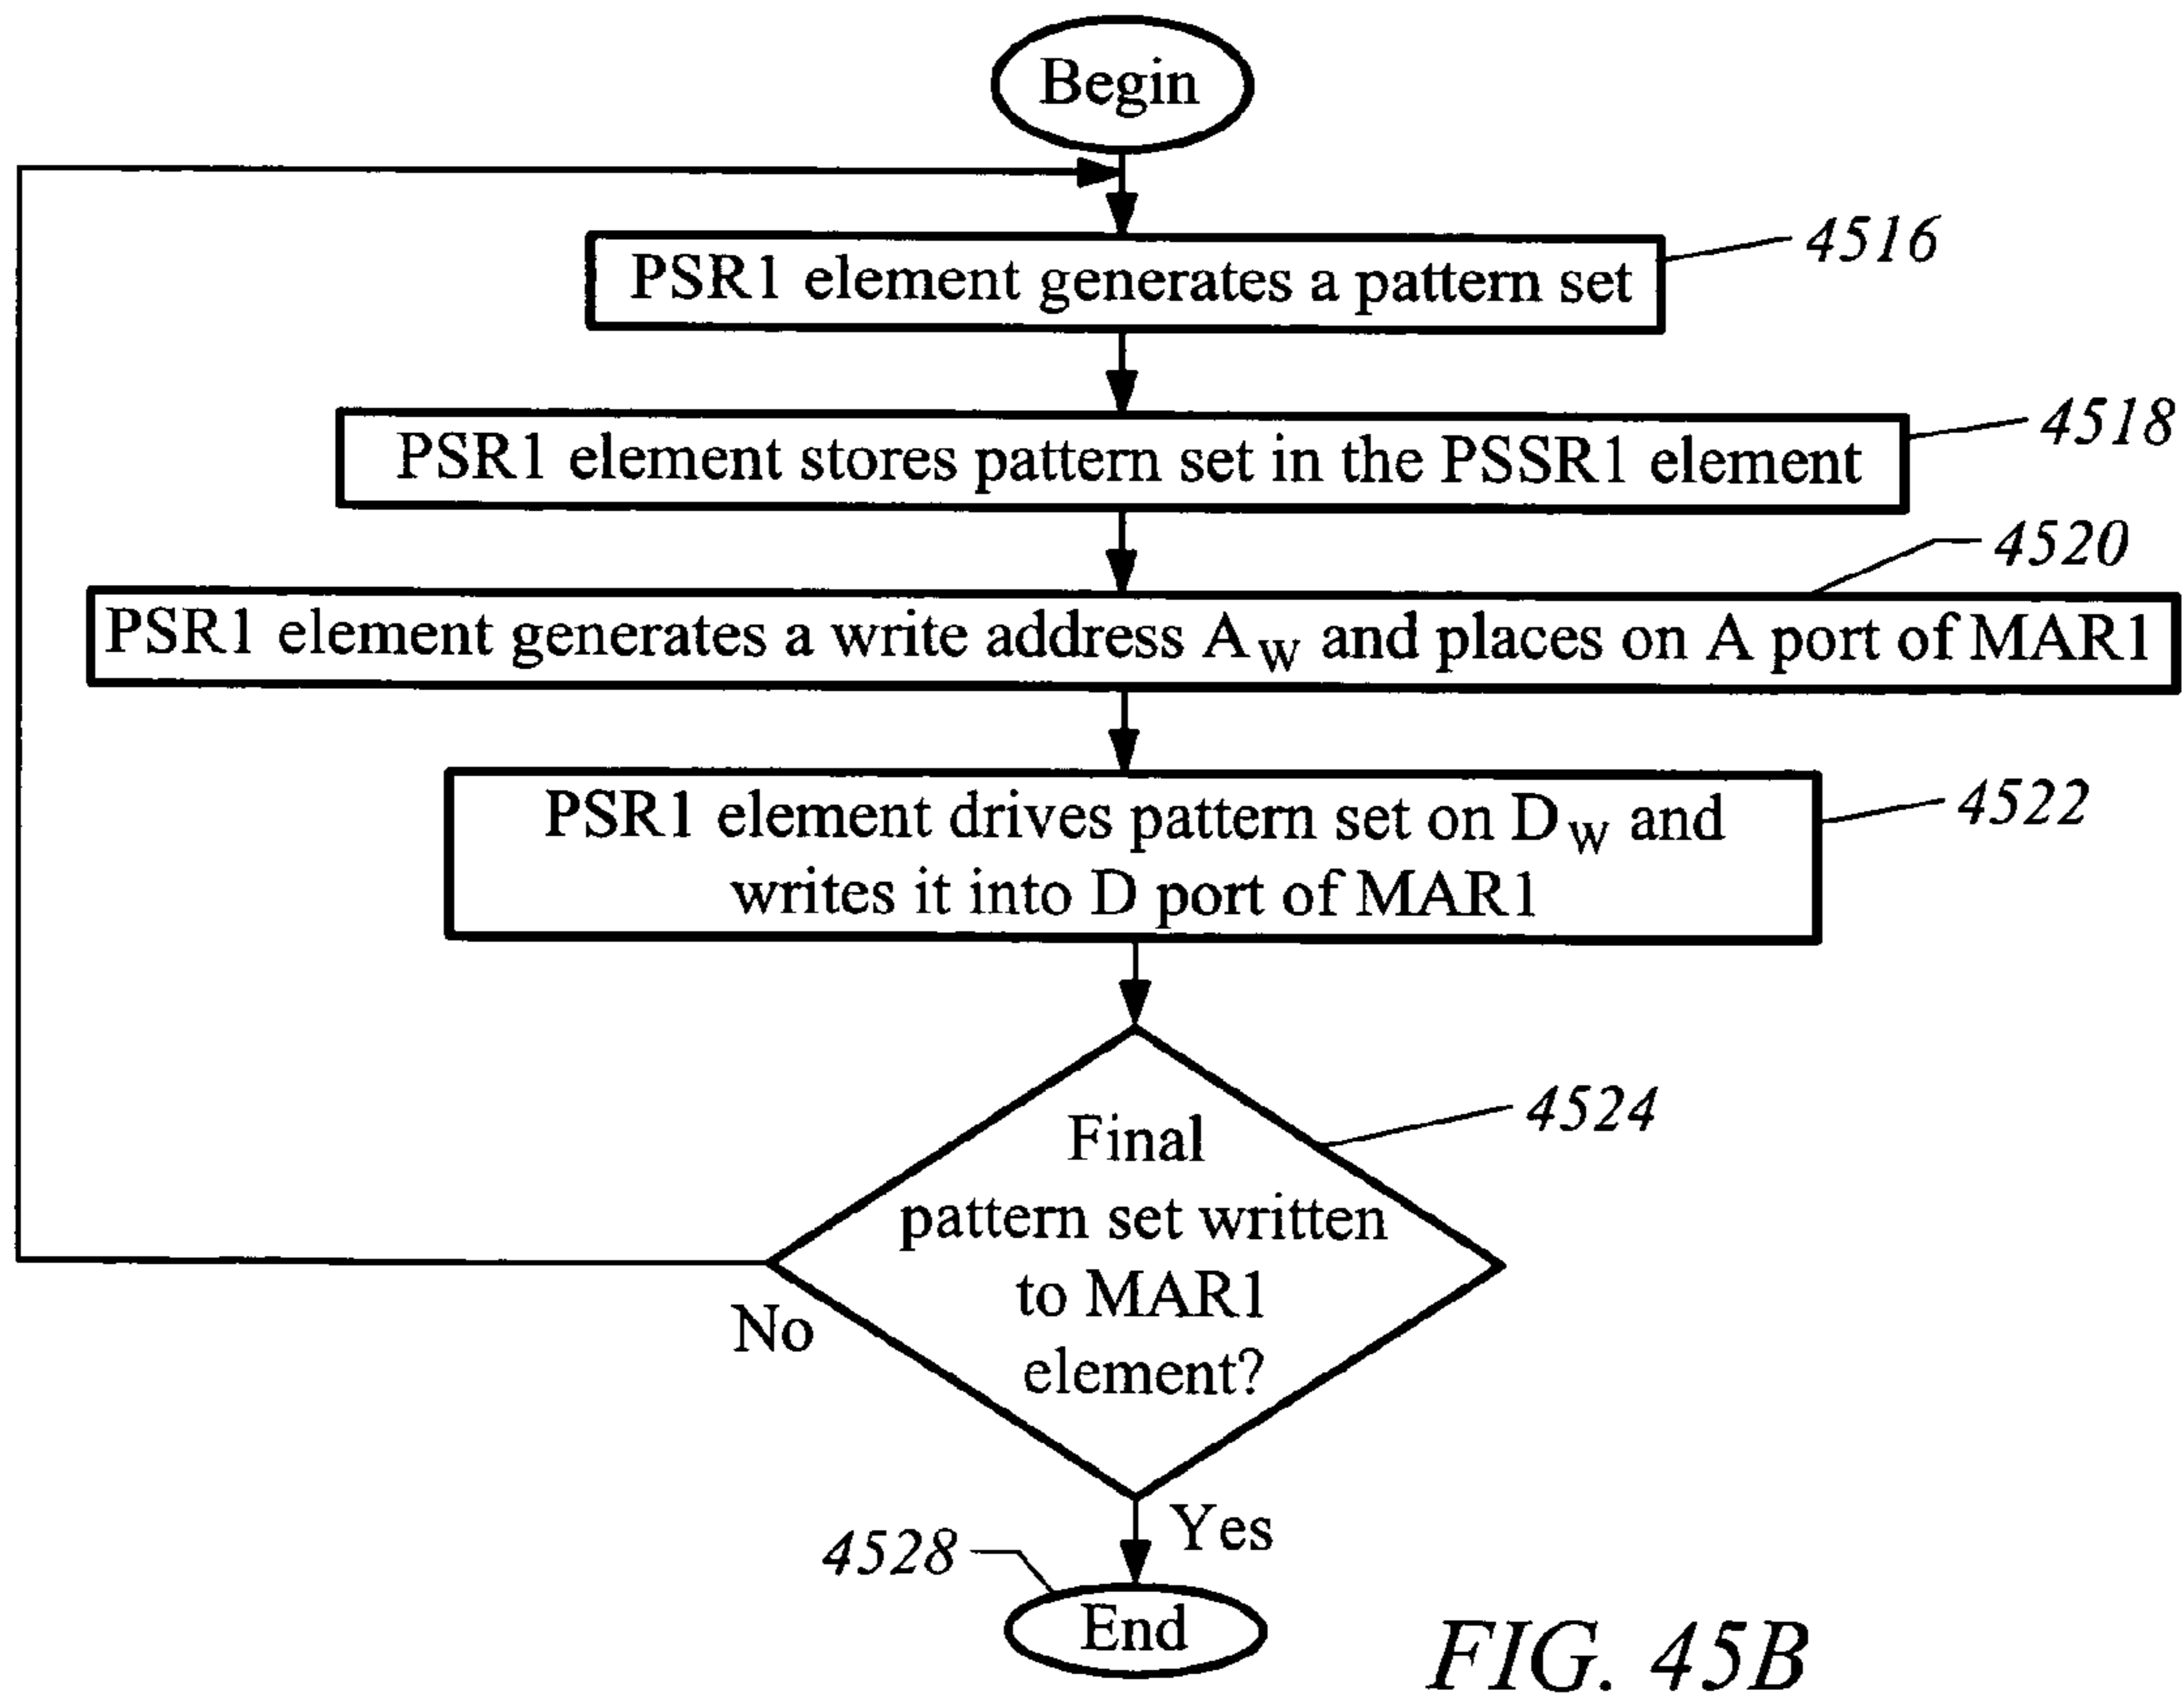 Begin
PSR1 element generates a pattern set
4516
PSR1 element stores pattern set in the PSSR1 element
4518
4520
PSR1 element generates a write address AW and places on A port of MAR1
PSR1 element drives pattern set on DW and
writes it into D port of MAR1
4522
4524
Final
pattern set written
to MAR1
element?
No
Yes
4528
End
FIG. 45B